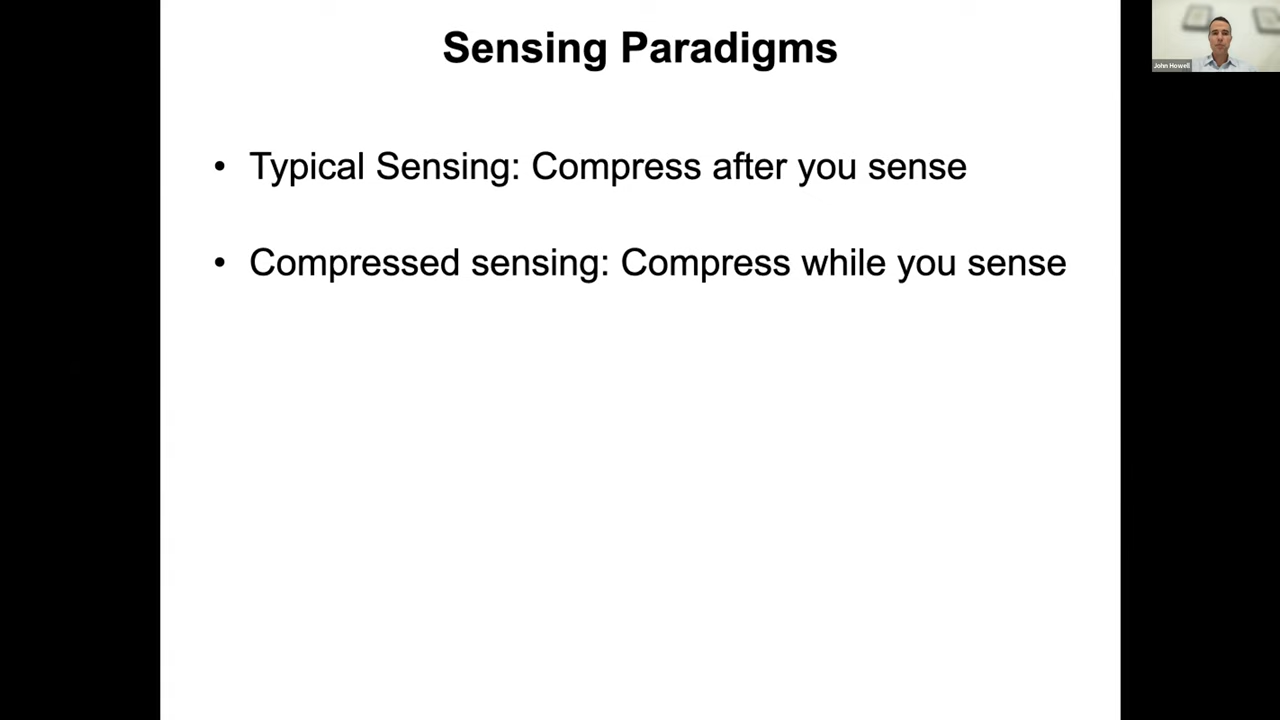 Sensing Paradigms
John Howell
• Typical Sensing: Compress after you sense
• Compressed sensing: Compress while you sense